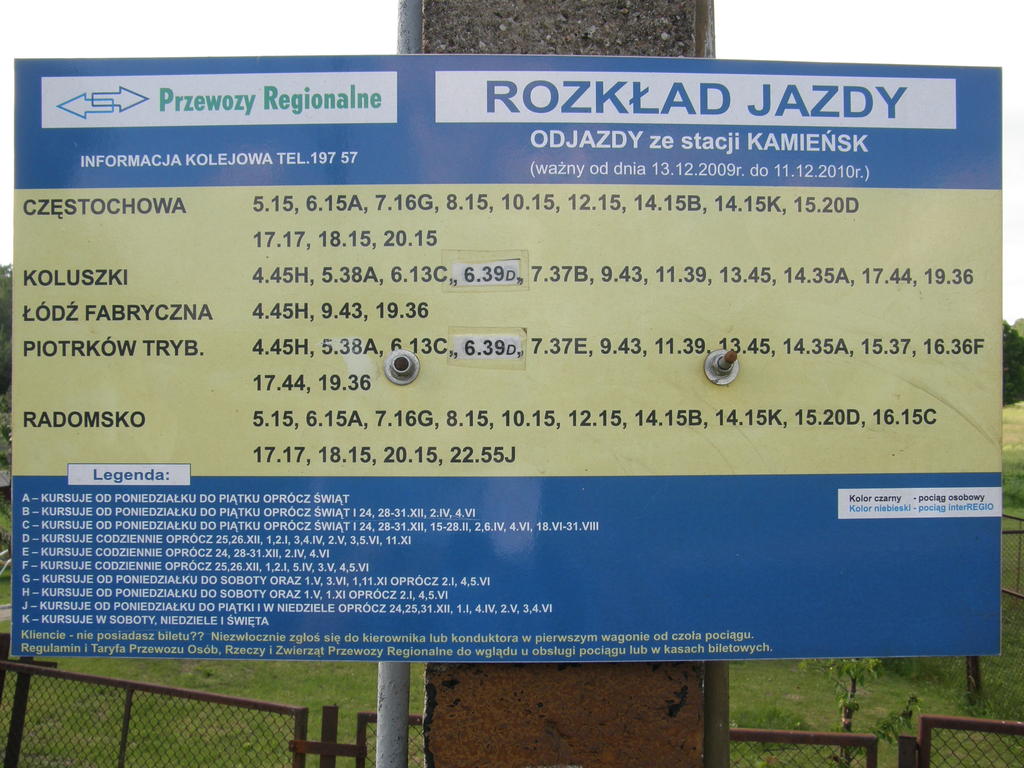 Przewozy Regionalne
ROZKŁAD JAZDY
ODJAZDY ze stacji KAMIEŃSK
INFORMACJA KOLEJOWA TEL.197 57
(ważny od dnia 13.12.2009r. do 11.12.2010r.)
CZĘSTOCHOWA 5.15, 6.15A, 7.16G, 8.15, 10.15, 12.15, 14.15B, 14.15K, 15.20D
17.17, 18.15, 20.15
KOLUSZKI 4.45H, 5.38A, 6.13C,, 6.39D,, 7.37B, 9.43, 11.39, 13.45, 14.35A, 17.44, 19.36
ŁÓDŹ FABRYCZNA 4.45H, 9.43, 19.36
PIOTRKÓW TRYB. 4.45H, 5.38A, 6.13C,, 6.39D,, 7.37E, 9.43, 11.39, 13.45, 14.35A, 15.37, 16.36F
17.44, 19.36
RADOMSKO 5.15, 6.15A, 7.16G, 8.15, 10.15, 12.15, 14.15B, 14.15K, 15.20D, 16.15C
17.17, 18.15, 20.15, 22.55J
Legenda:
A – KURSUJE OD PONIEDZIAŁKU DO PIĄTKU OPRÓCZ ŚWIĄT
B – KURSUJE OD PONIEDZIAŁKU DO PIĄTKU OPRÓCZ ŚWIĄT I 24, 28-31.XII, 2.IV, 4.VI
C – KURSUJE OD PONIEDZIAŁKU DO PIĄTKU OPRÓCZ ŚWIĄT I 24, 28-31.XII, 15-28.II, 2,6.IV, 4.VI, 18.VI-31.VIII
D – KURSUJE CODZIENNIE OPRÓCZ 25,26.XII, 1,2.I, 3,4.IV, 2.V, 3,5.VI, 11.XI
E – KURSUJE CODZIENNIE OPRÓCZ 24, 28-31.XII, 2.IV, 4.VI
F – KURSUJE CODZIENNIE OPRÓCZ 25,26.XII, 1,2.I, 5.IV, 3.V, 4,5.VI
G – KURSUJE OD PONIEDZIAŁKU DO SOBOTY ORAZ 1.V, 3.VI, 1,11.XI OPRÓCZ 2.I, 4,5.VI
H – KURSUJE OD PONIEDZIAŁKU DO SOBOTY ORAZ 1.V, 1.XI OPRÓCZ 2.I, 4,5.VI
J – KURSUJE OD PONIEDZIAŁKU DO PIĄTKI I W NIEDZIELE OPRÓCZ 24,25,31.XII, 1.I, 4.IV, 2.V, 3,4.VI
K – KURSUJE W SOBOTY, NIEDZIELE I ŚWIĘTA
Kolor czarny - pociąg osobowy
Kolor niebieski - pociąg interREGIO
Kliencie - nie posiadasz biletu?? Niezwłocznie zgłoś się do kierownika lub konduktora w pierwszym wagonie od czoła pociągu.
Regulamin i Taryfa Przewozu Osób, Rzeczy i Zwierząt Przewozy Regionalne do wglądu u obsługi pociągu lub w kasach biletowych.